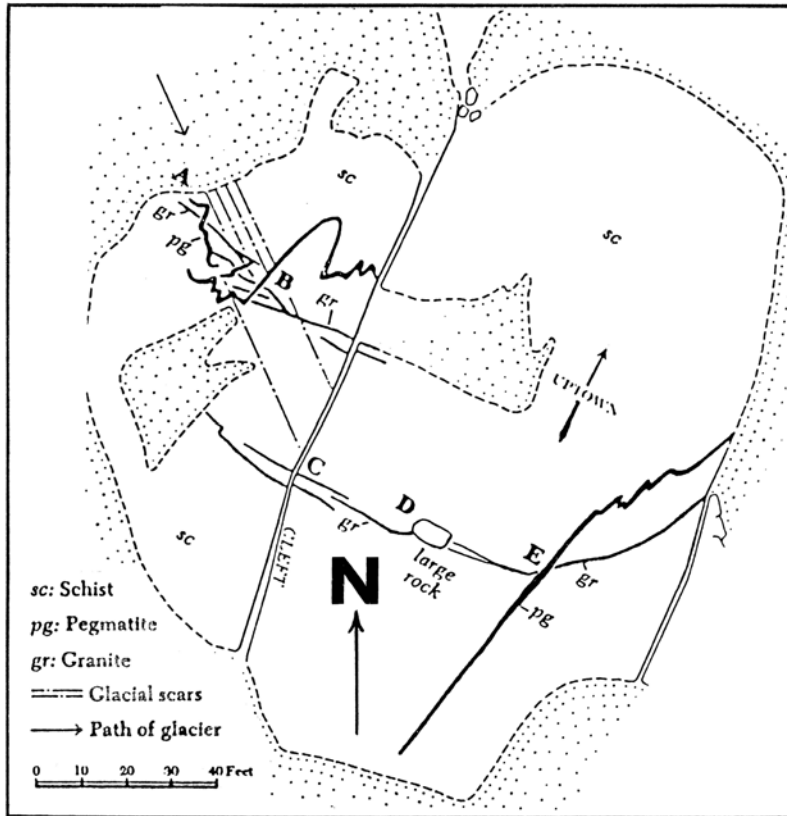 A
gr
pg
sc
sc
B
gr
UPTOWN
C
D
gr
large
rock
E
gr
pg
sc
CLEFT
N
sc: Schist
pg: Pegmatite
gr: Granite
Glacial scars
Path of glacier
0 10 20 30 40 Feet